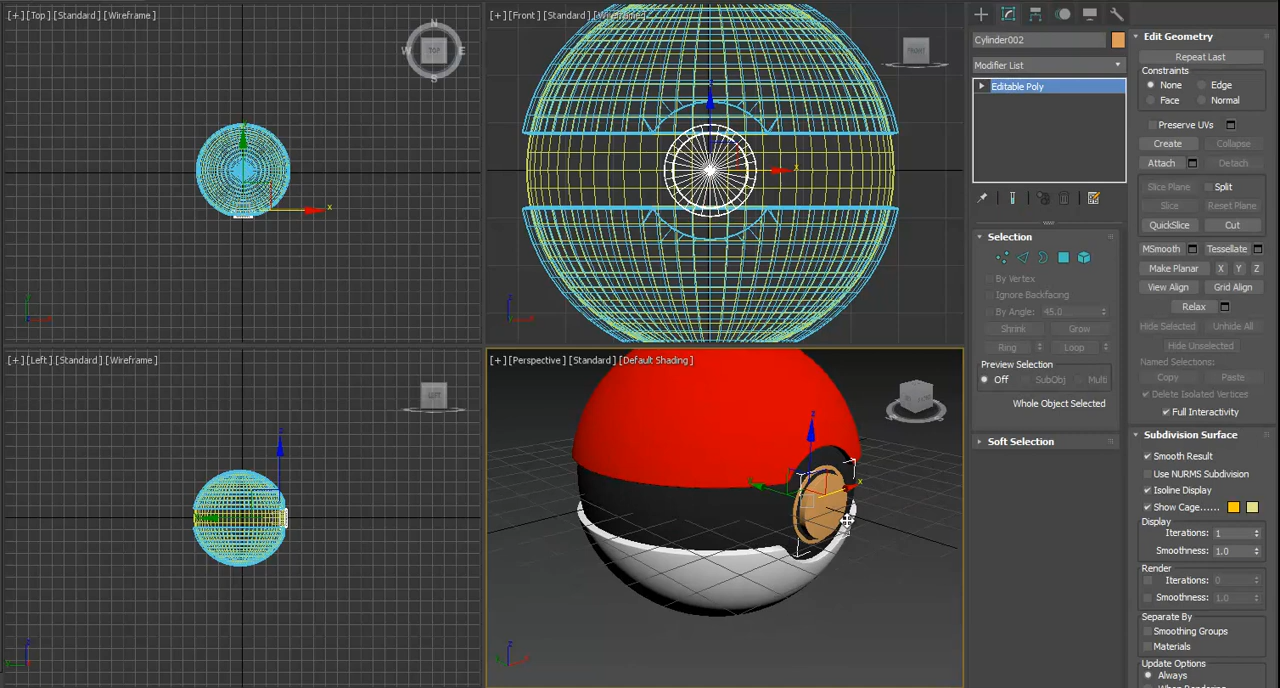 [+] [Top] [Standard] [Wireframe]
N
W TOP E
S
x
[+] [Front] [Standard] [Wireframe]
FRONT
x
[+] [Left] [Standard] [Wireframe]
LEFT
z
[+] [Perspective] [Standard] [Default Shading]
z
x
Cylinder002
Modifier List
Editable Poly
Selection
By Vertex
Ignore Backfacing
By Angle: 45.0
Shrink Grow
Ring Loop
Preview Selection
Off SubObj Multi
Whole Object Selected
Soft Selection
Edit Geometry
Repeat Last
Constraints
None Edge
Face Normal
Preserve UVs
Create Collapse
Attach Detach
Slice Plane Split
Slice Reset Plane
QuickSlice Cut
MSmooth Tessellate
Make Planar X Y Z
View Align Grid Align
Relax
Hide Selected Unhide All
Hide Unselected
Named Selections:
Copy Paste
Delete Isolated Vertices
Full Interactivity
Subdivision Surface
Smooth Result
Use NURMS Subdivision
Isoline Display
Show Cage......
Display
Iterations: 1
Smoothness: 1.0
Render
Iterations: 0
Smoothness: 1.0
Separate By
Smoothing Groups
Materials
Update Options
Always
When Rendering